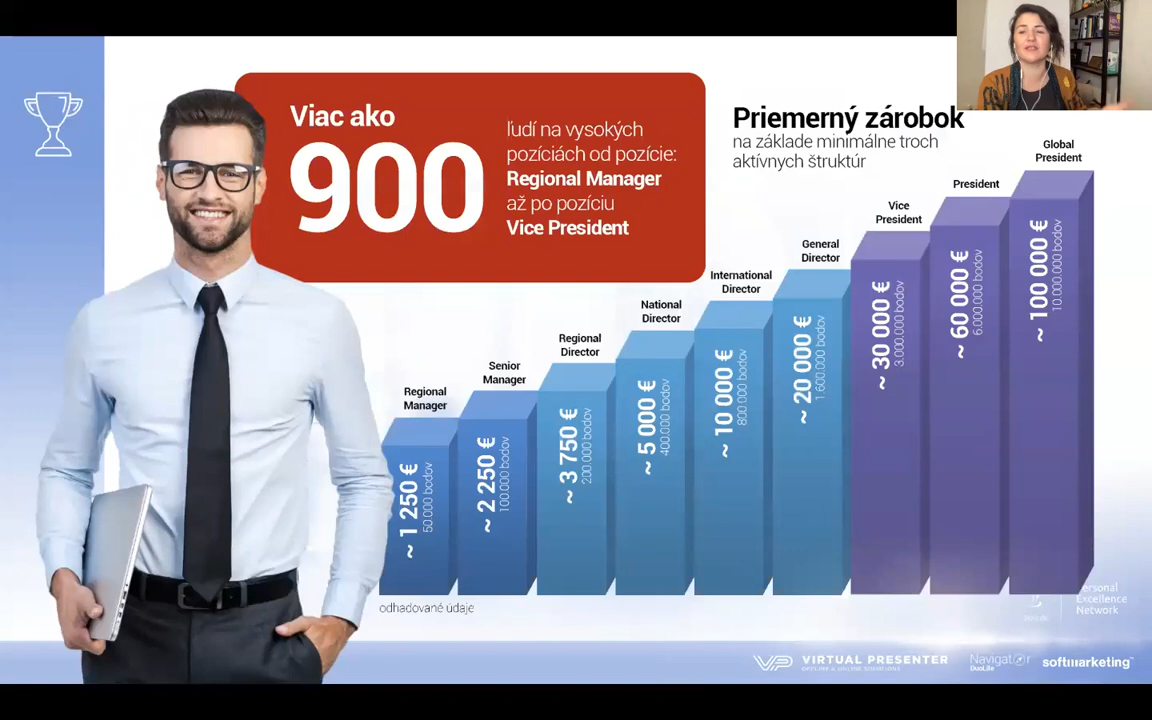 Viac ako
900
ľudí na vysokých
pozíciách od pozície:
Regional Manager
až po pozíciu
Vice President
Priemerný zárobok
na základe minimálne troch
aktívnych štruktúr
Regional
Manager
~ 1 250 €
50.000 bodov
Senior
Manager
~ 2 250 €
100.000 bodov
Regional
Director
~ 3 750 €
200.000 bodov
National
Director
~ 5 000 €
400.000 bodov
International
Director
~ 10 000 €
800.000 bodov
General
Director
~ 20 000 €
1.600.000 bodov
Vice
President
~ 30 000 €
3.000.000 bodov
President
~ 60 000 €
6.000.000 bodov
Global
President
~ 100 000 €
10.000.000 bodov
odhadované údaje
Personal
Excellence
Network
VP VIRTUAL PRESENTER
Navigator
DuoLife
softmarketing